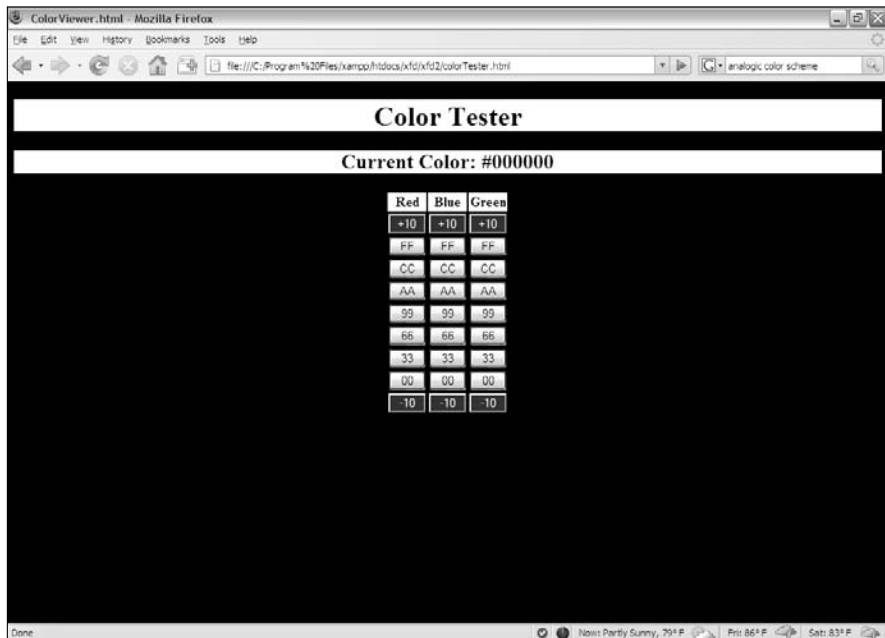 ColorViewer.html - Mozilla Firefox
File Edit View History Bookmarks Tools Help
file:///C:/Program%20Files/xampp/htdocs/xfd/xfd2/colorTester.html
analogic color scheme
Color Tester
Current Color: #000000
Red Blue Green
+10 +10 +10
FF FF FF
CC CC CC
AA AA AA
99 99 99
66 66 66
33 33 33
00 00 00
-10 -10 -10
Done Now: Partly Sunny, 79° F Fri: 86° F Sat: 83° F